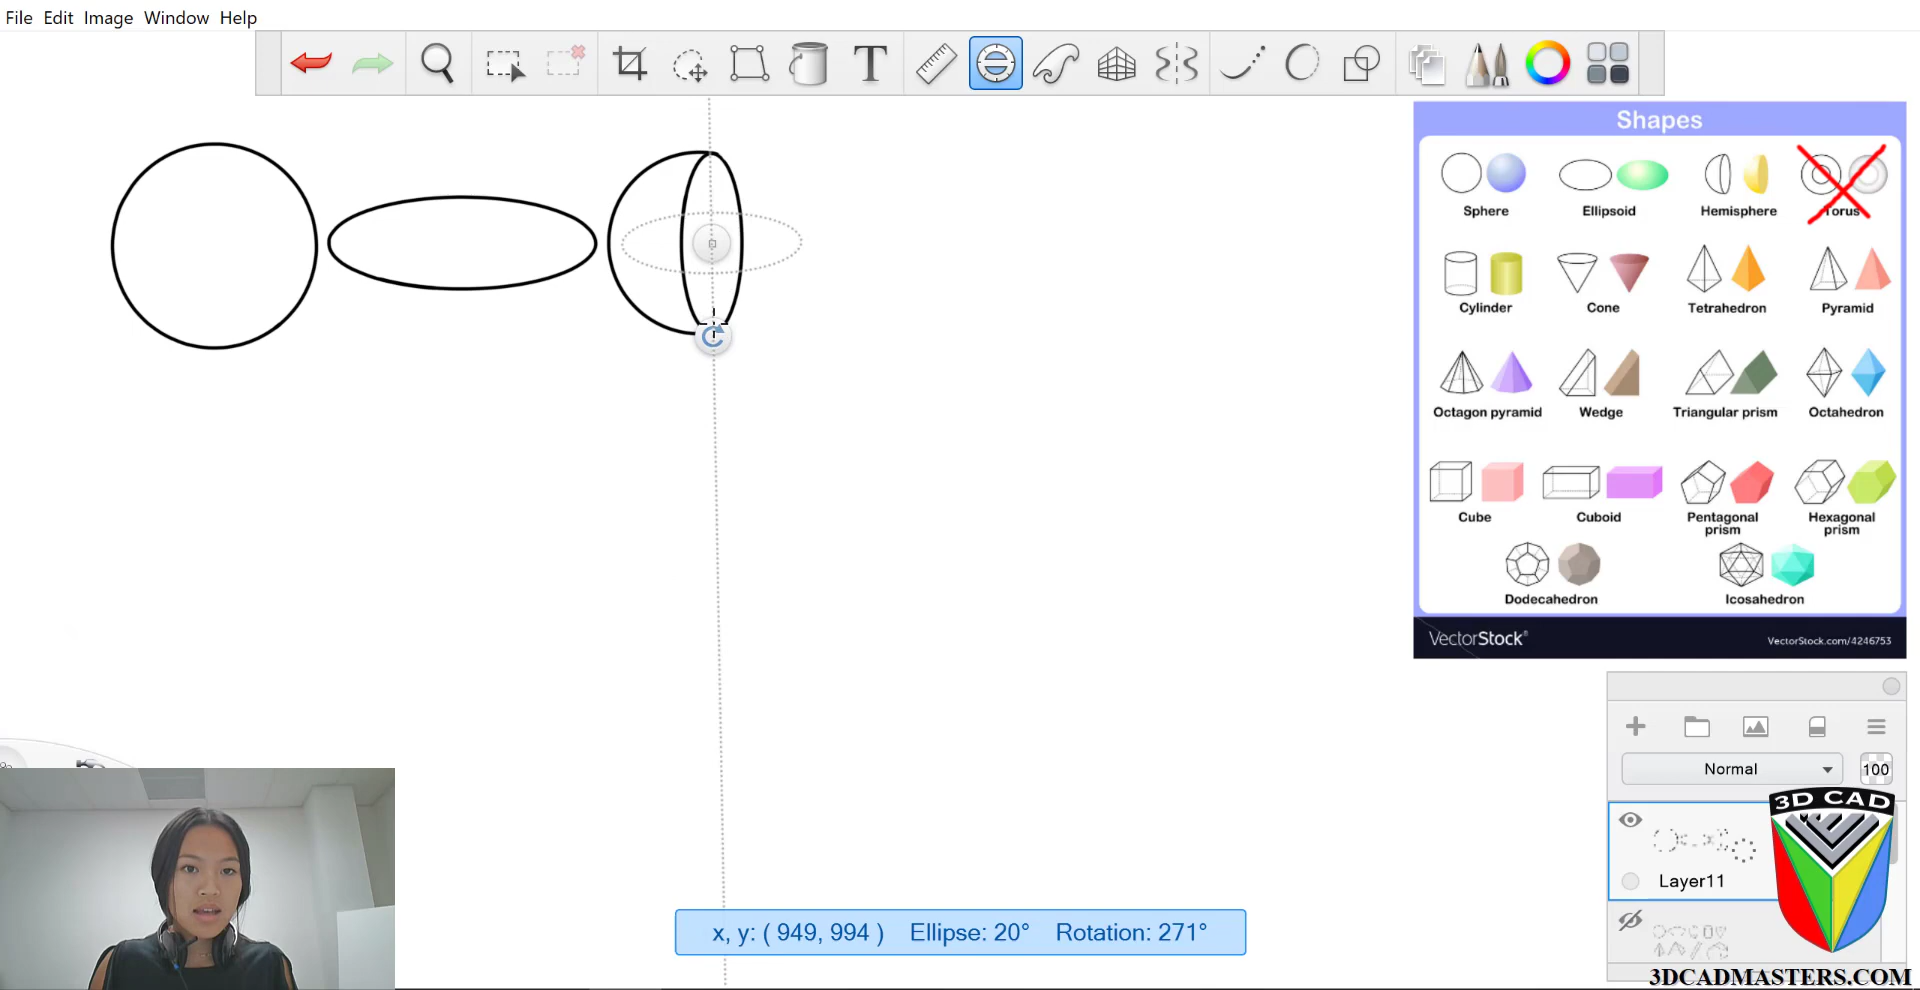 File Edit Image Window Help
T
Shapes
Sphere
Ellipsoid
Hemisphere
Torus
Cylinder
Cone
Tetrahedron
Pyramid
Octagon pyramid
Wedge
Triangular prism
Octahedron
Cube
Cuboid
Pentagonal
prism
Hexagonal
prism
Dodecahedron
Icosahedron
VectorStock®
VectorStock.com/4246753
Normal
100
3D CAD
Layer11
x, y: ( 949, 994 ) Ellipse: 20° Rotation: 271°
3DCADMASTERS.COM